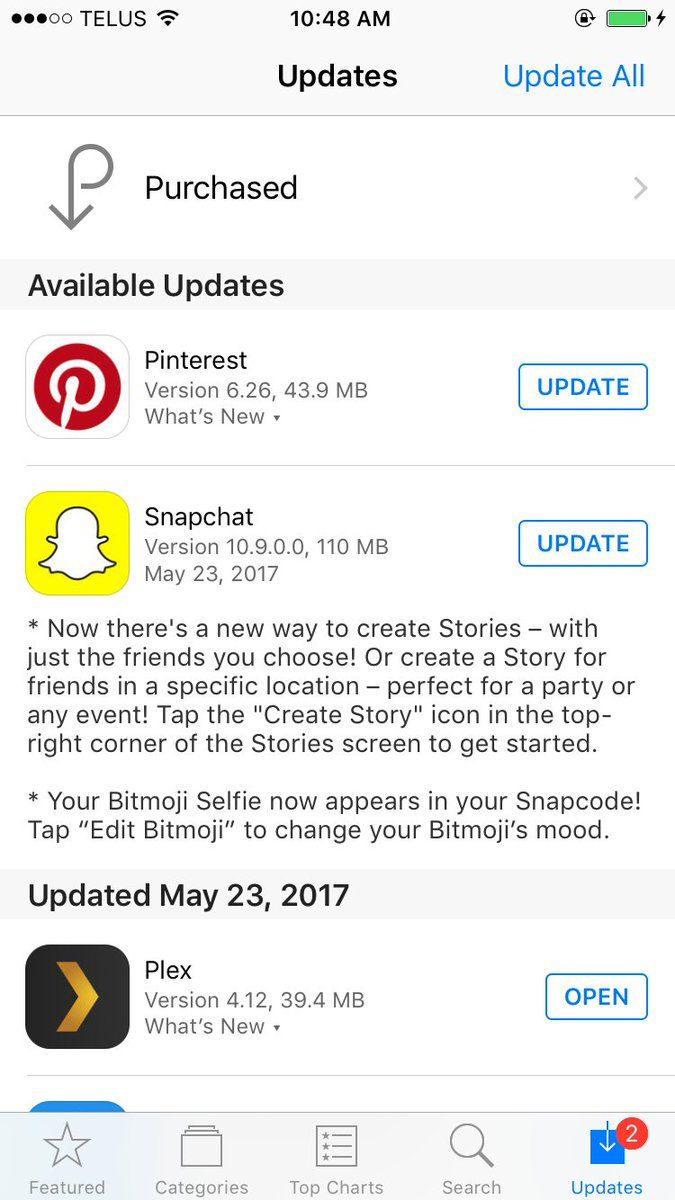 TELUS 10:48 AM
Updates Update All
Purchased
Available Updates
Pinterest
Version 6.26, 43.9 MB
What's New ▾
UPDATE
Snapchat
Version 10.9.0.0, 110 MB
May 23, 2017
UPDATE
* Now there's a new way to create Stories – with
just the friends you choose! Or create a Story for
friends in a specific location – perfect for a party or
any event! Tap the "Create Story" icon in the top-
right corner of the Stories screen to get started.
* Your Bitmoji Selfie now appears in your Snapcode!
Tap “Edit Bitmoji” to change your Bitmoji’s mood.
Updated May 23, 2017
Plex
Version 4.12, 39.4 MB
What's New ▾
OPEN
2
Featured Categories Top Charts Search Updates